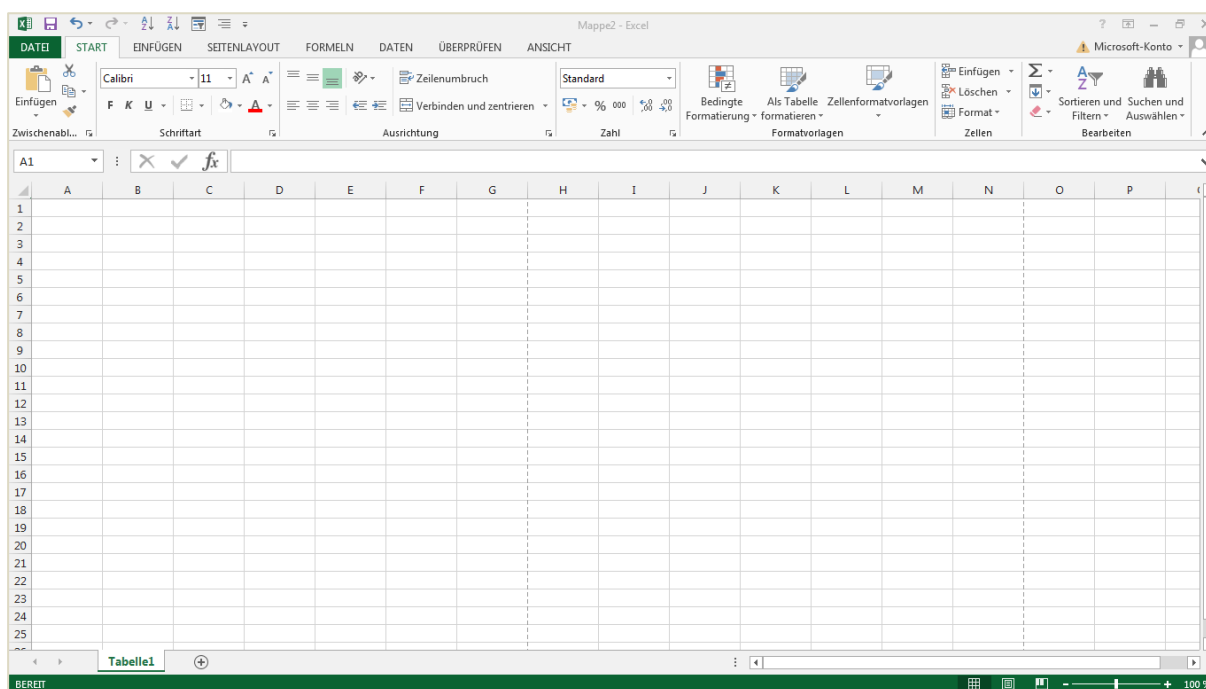 Mappe2 - Excel
DATEI START EINFÜGEN SEITENLAYOUT FORMELN DATEN ÜBERPRÜFEN ANSICHT Microsoft-Konto
Calibri 11 Zeilenumbruch Standard Einfügen Σ
Einfügen F K U A Verbinden und zentrieren % 000 Bedingte Formatierung Als Tabelle formatieren Zellenformatvorlagen Löschen Format Sortieren und Filtern Suchen und Auswählen
Zwischenabl... Schriftart Ausrichtung Zahl Formatvorlagen Zellen Bearbeiten
A1 fx
A B C D E F G H I J K L M N O P
1
2
3
4
5
6
7
8
9
10
11
12
13
14
15
16
17
18
19
20
21
22
23
24
25
Tabelle1
BEREIT 100 %